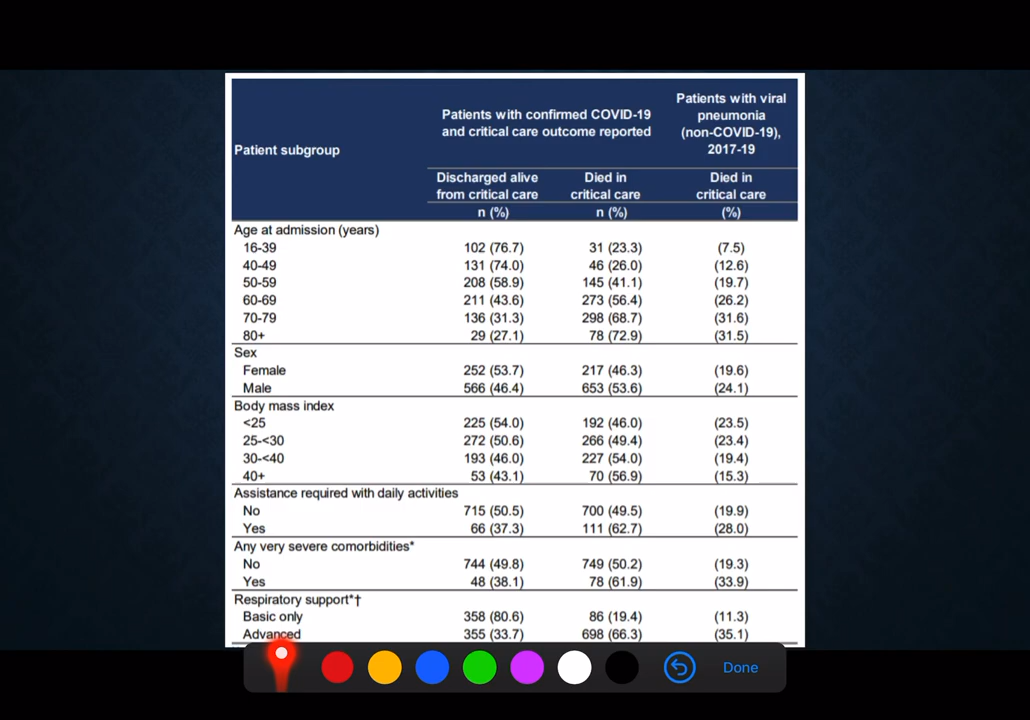 Patient subgroup
Patients with confirmed COVID-19
and critical care outcome reported
Patients with viral
pneumonia
(non-COVID-19),
2017-19
Discharged alive
from critical care
Died in
critical care
Died in
critical care
n (%) n (%) (%)
Age at admission (years)
16-39 102 (76.7) 31 (23.3) (7.5)
40-49 131 (74.0) 46 (26.0) (12.6)
50-59 208 (58.9) 145 (41.1) (19.7)
60-69 211 (43.6) 273 (56.4) (26.2)
70-79 136 (31.3) 298 (68.7) (31.6)
80+ 29 (27.1) 78 (72.9) (31.5)
Sex
Female 252 (53.7) 217 (46.3) (19.6)
Male 566 (46.4) 653 (53.6) (24.1)
Body mass index
<25 225 (54.0) 192 (46.0) (23.5)
25-<30 272 (50.6) 266 (49.4) (23.4)
30-<40 193 (46.0) 227 (54.0) (19.4)
40+ 53 (43.1) 70 (56.9) (15.3)
Assistance required with daily activities
No 715 (50.5) 700 (49.5) (19.9)
Yes 66 (37.3) 111 (62.7) (28.0)
Any very severe comorbidities*
No 744 (49.8) 749 (50.2) (19.3)
Yes 48 (38.1) 78 (61.9) (33.9)
Respiratory support*†
Basic only 358 (80.6) 86 (19.4) (11.3)
Advanced 355 (33.7) 698 (66.3) (35.1)
Done